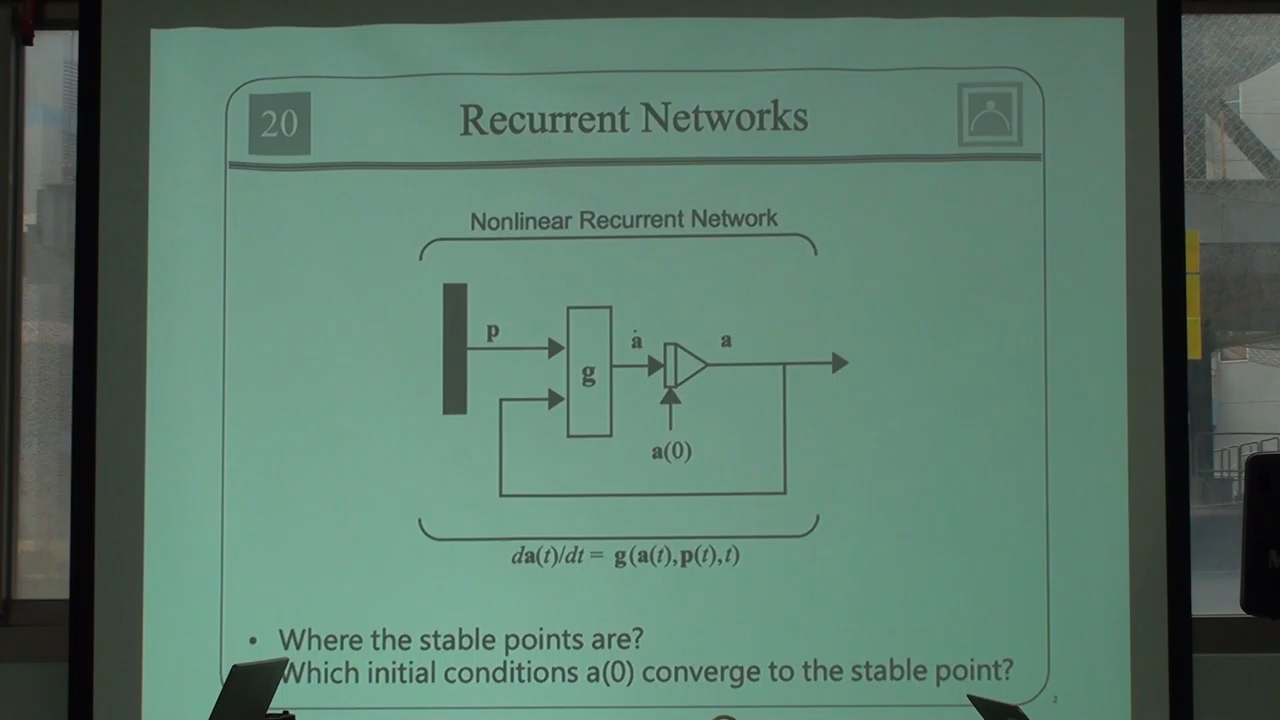 20
Recurrent Networks
Nonlinear Recurrent Network
p
g
ȧ
a
a(0)
da(t)/dt = g(a(t),p(t),t)
• Where the stable points are?
Which initial conditions a(0) converge to the stable point?
2